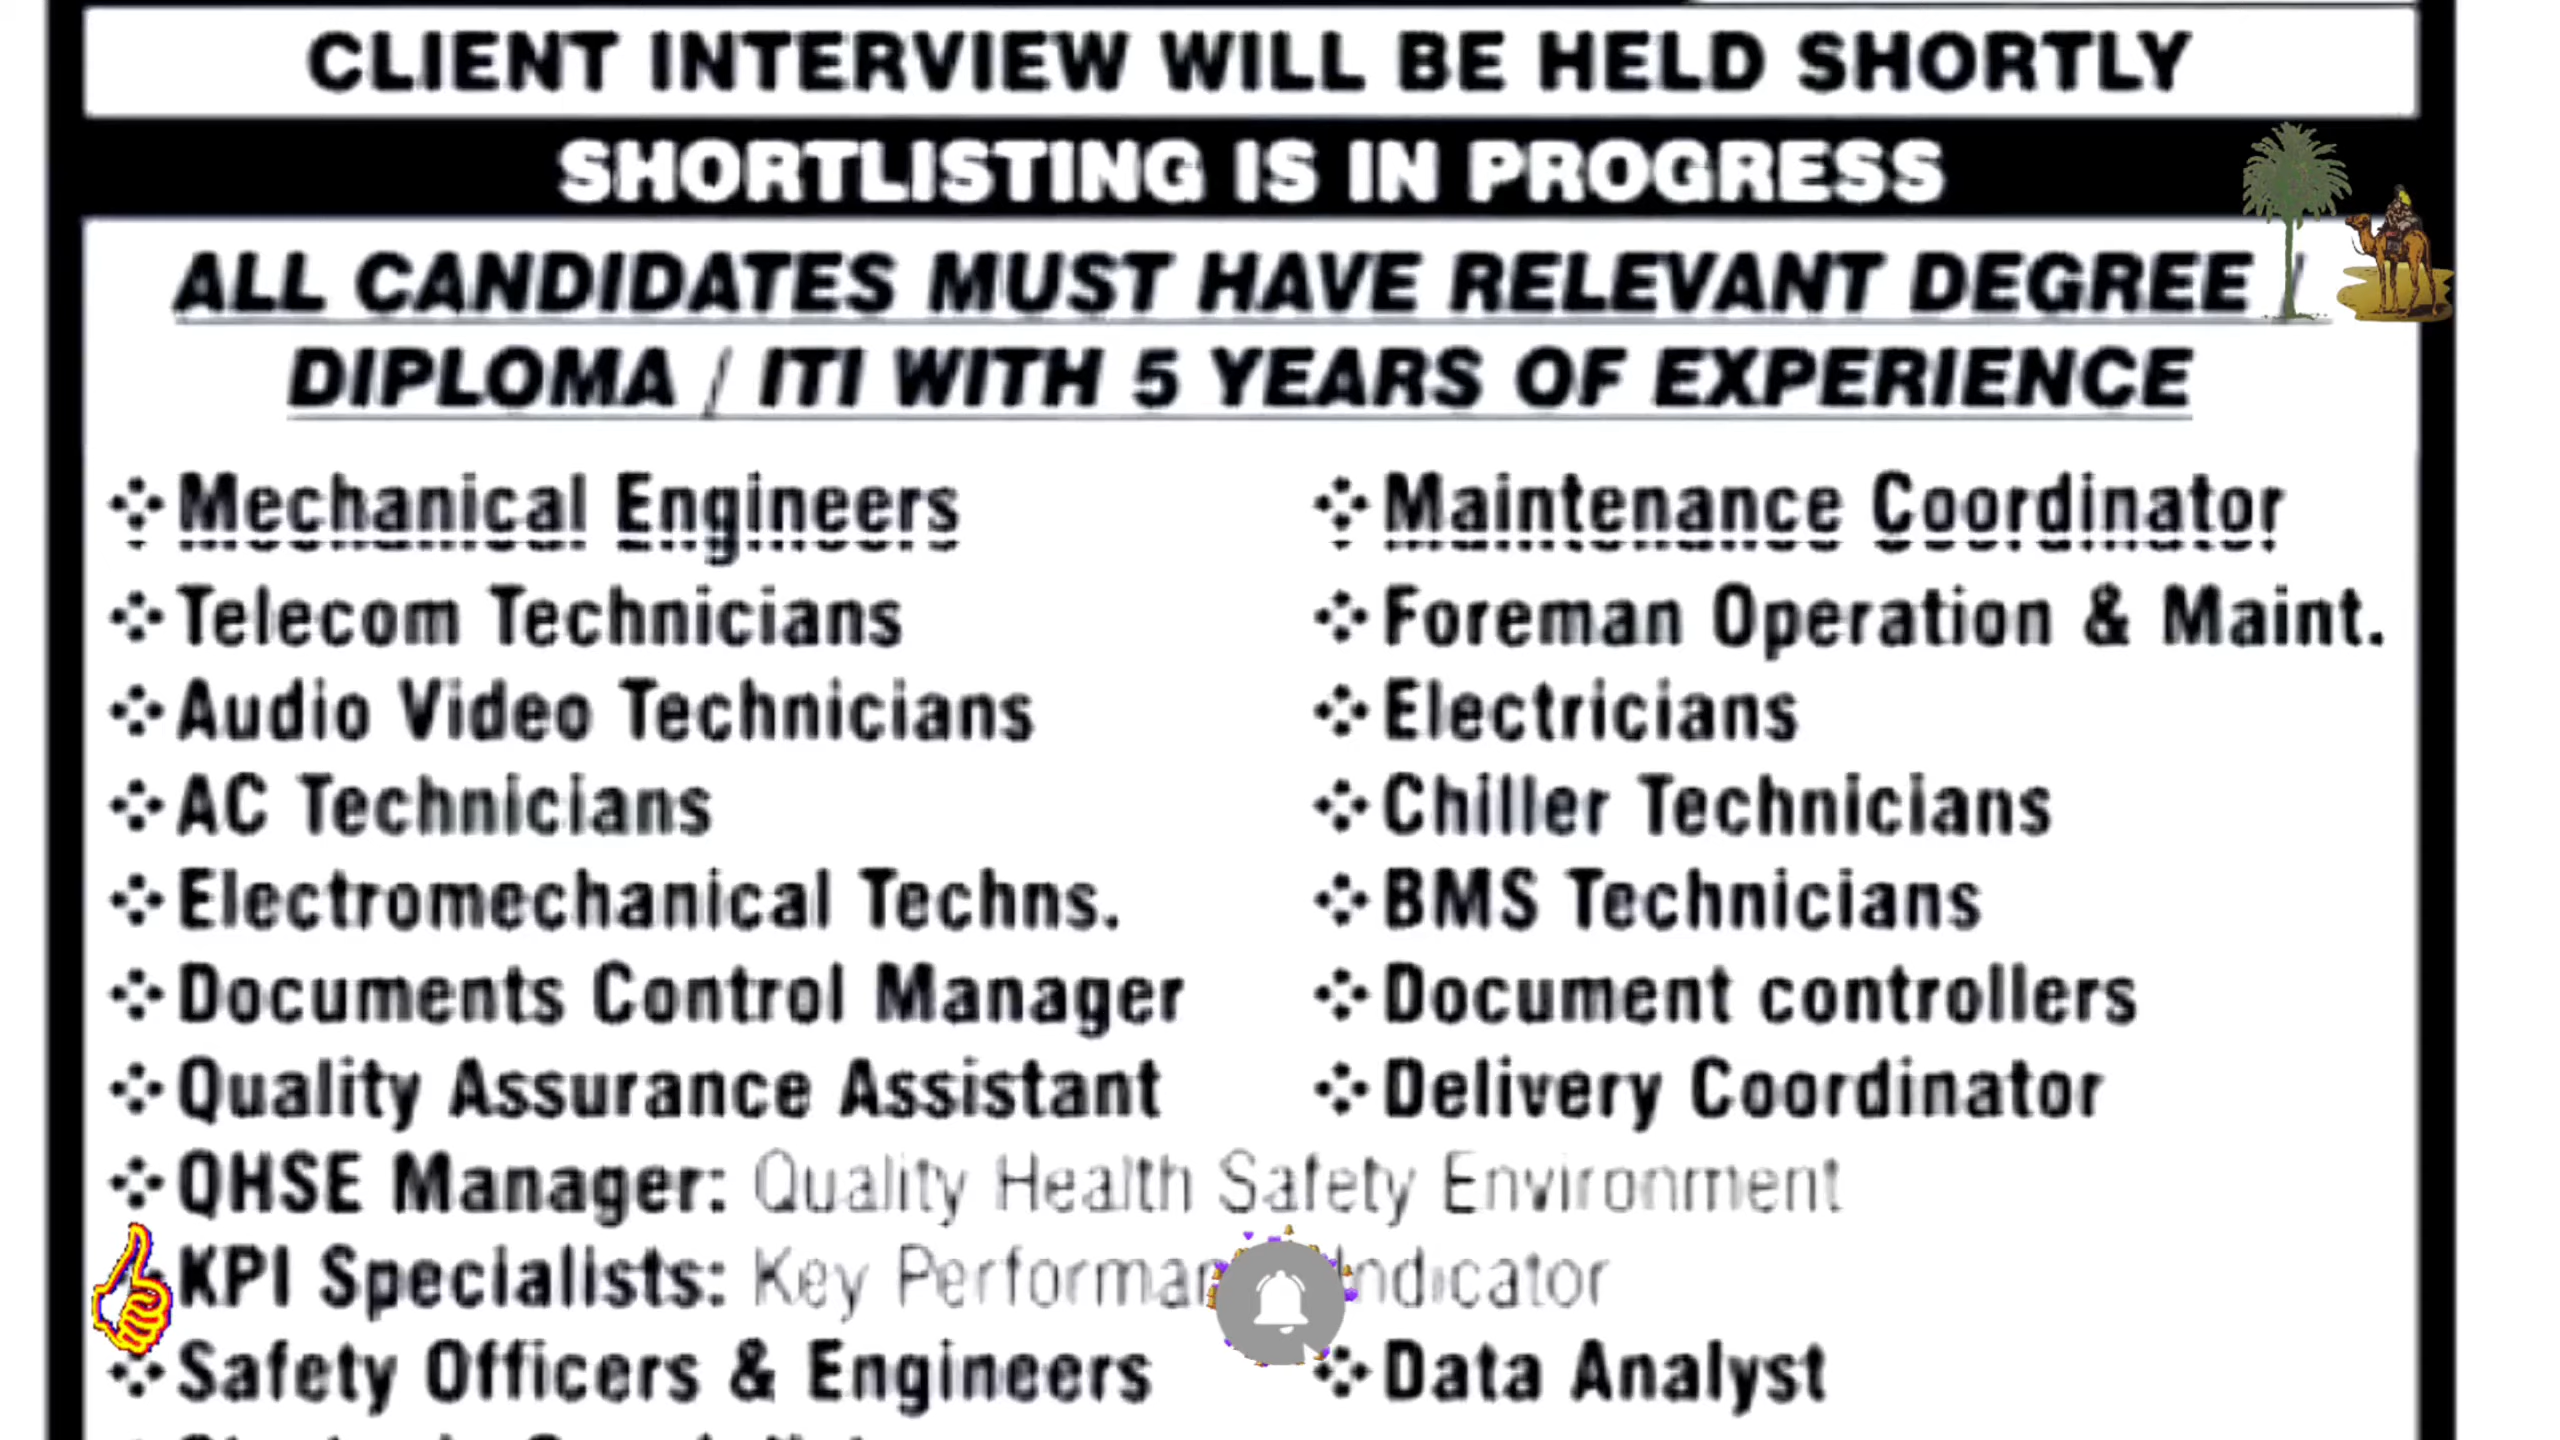 CLIENT INTERVIEW WILL BE HELD SHORTLY
SHORTLISTING IS IN PROGRESS
ALL CANDIDATES MUST HAVE RELEVANT DEGREE /
DIPLOMA / ITI WITH 5 YEARS OF EXPERIENCE
❖ Mechanical Engineers ❖ Maintenance Coordinator
❖ Telecom Technicians ❖ Foreman Operation & Maint.
❖ Audio Video Technicians ❖ Electricians
❖ AC Technicians ❖ Chiller Technicians
❖ Electromechanical Techns. ❖ BMS Technicians
❖ Documents Control Manager ❖ Document controllers
❖ Quality Assurance Assistant ❖ Delivery Coordinator
❖ QHSE Manager: Quality Health Safety Environment
KPI Specialists: Key Indicator
❖ Safety Officers & Engineers ❖ Data Analyst